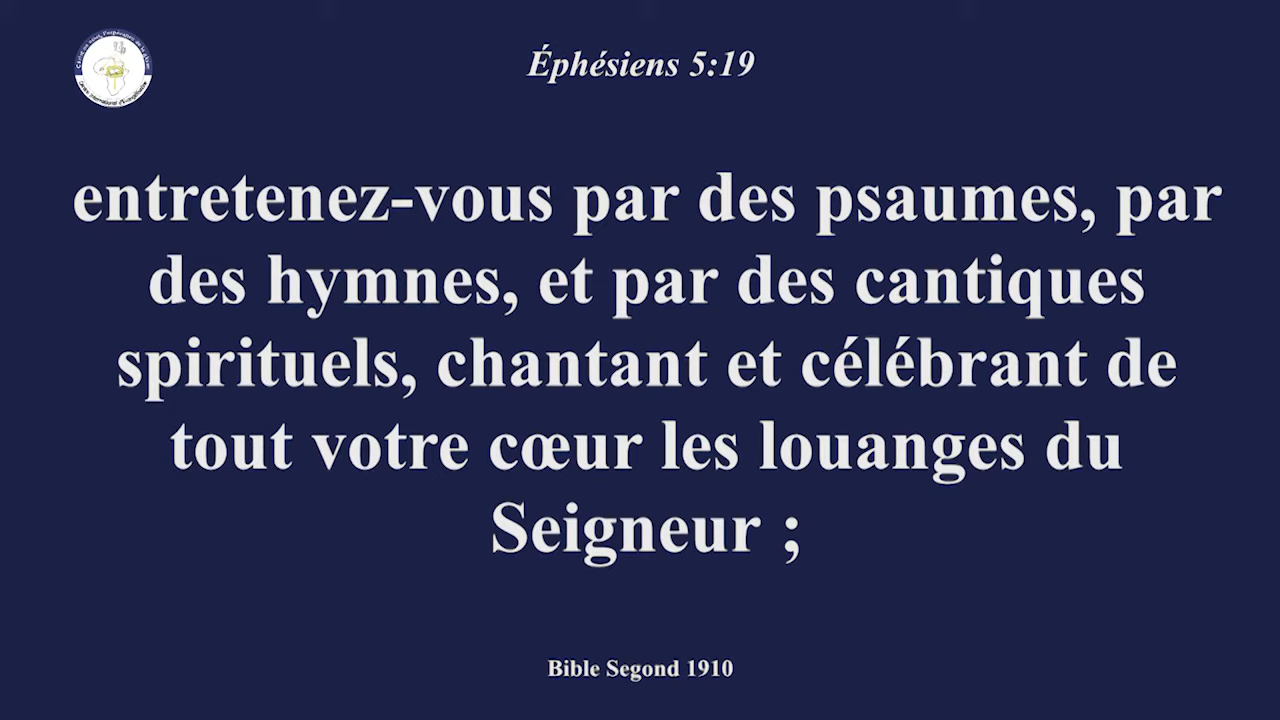 Éphésiens 5:19
entretenez-vous par des psaumes, par
des hymnes, et par des cantiques
spirituels, chantant et célébrant de
tout votre cœur les louanges du
Seigneur ;
Bible Segond 1910